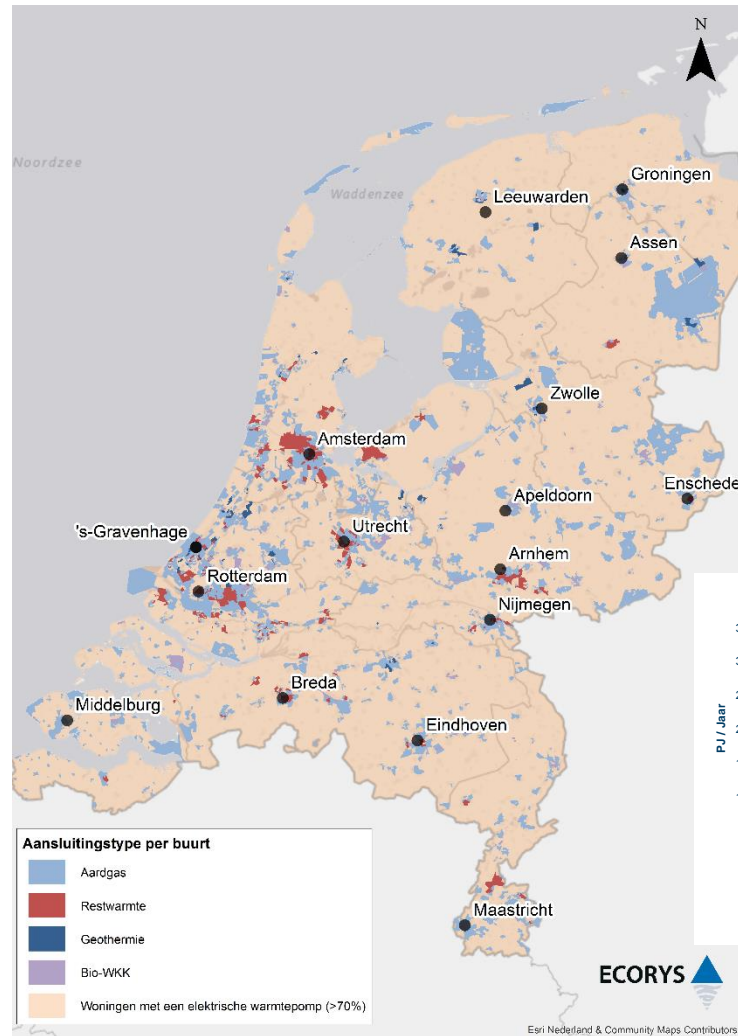 N
Noordzee
Waddenzee
Groningen
Leeuwarden
Assen
Zwolle
Amsterdam
Enschede
Apeldoorn
's-Gravenhage
Utrecht
Arnhem
Rotterdam
Nijmegen
Breda
Middelburg
Eindhoven
PJ / Jaar
Aansluitingstype per buurt
Aardgas
Restwarmte
Geothermie
Bio-WKK
Woningen met een elektrische warmtepomp (>70%)
Maastricht
ECORYS
Esri Nederland & Community Maps Contributors